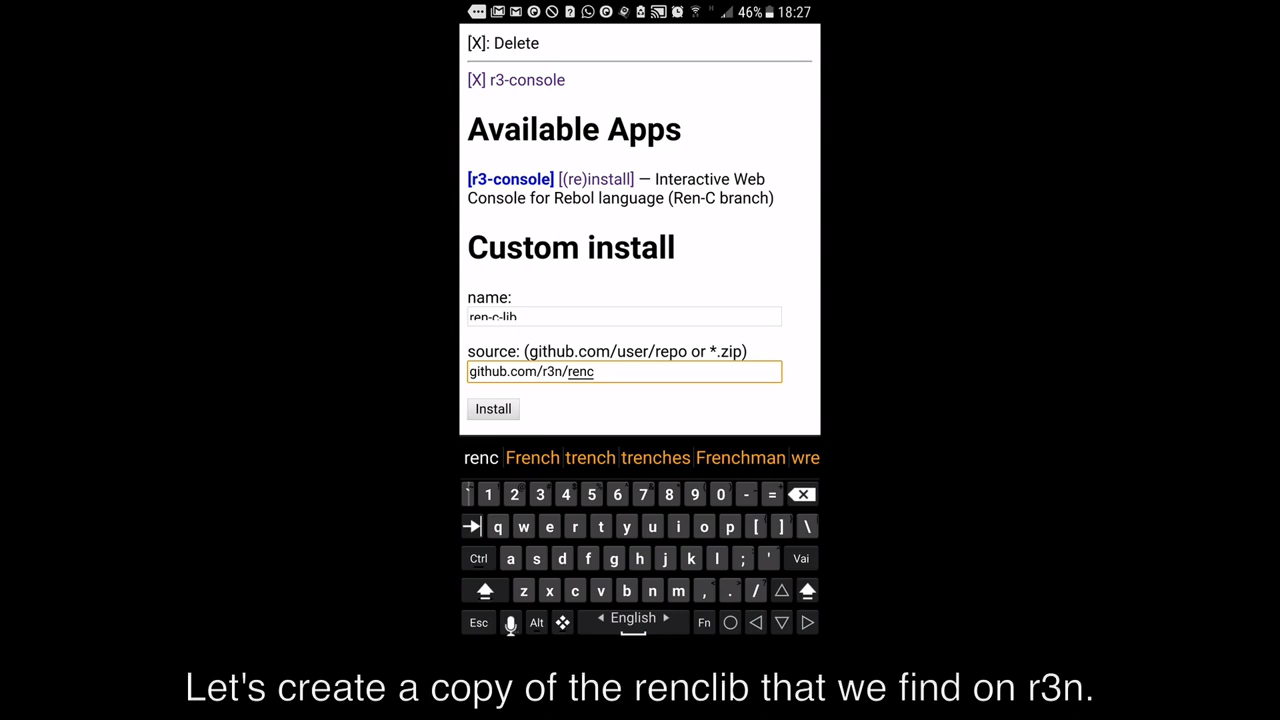 46% 18:27
[X]: Delete
[X] r3-console
Available Apps
[r3-console] [(re)install] — Interactive Web
Console for Rebol language (Ren-C branch)
Custom install
name:
ren-c-lib
source: (github.com/user/repo or *.zip)
github.com/r3n/renc
Install
renc French trench trenches Frenchman wre
` 1 2 3 4 5 6 7 8 9 0 - =
q w e r t y u i o p [ ] \
Ctrl a s d f g h j k l ; ' Vai
z x c v b n m , . /
Esc Alt English Fn
Let's create a copy of the renclib that we find on r3n.